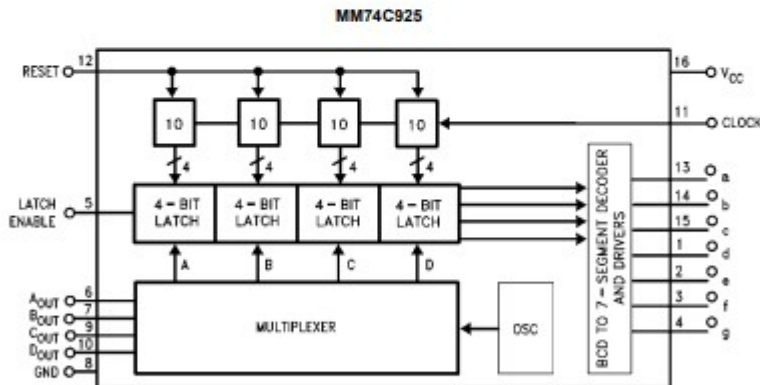 MM74C925
RESET 12
16 VCC
10 10 10 10
11 CLOCK
4 4 4 4
LATCH ENABLE 5
4-BIT LATCH
4-BIT LATCH
4-BIT LATCH
4-BIT LATCH
A B C D
AOUT 6
BOUT 7
COUT 9
DOUT 10
GND 8
MULTIPLEXER
OSC
BCD TO 7-SEGMENT DECODER
AND DRIVERS
13 a
14 b
15 c
1 d
2 e
3 f
4 g